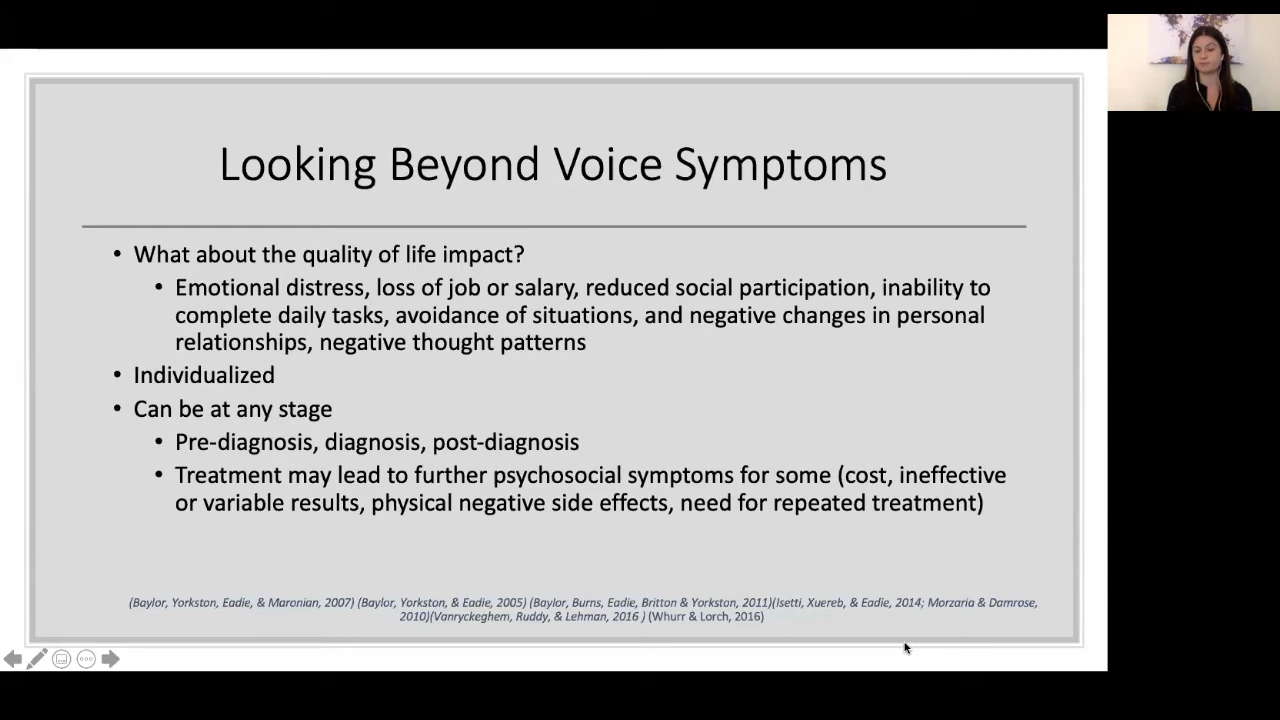 Looking Beyond Voice Symptoms
• What about the quality of life impact?
• Emotional distress, loss of job or salary, reduced social participation, inability to
complete daily tasks, avoidance of situations, and negative changes in personal
relationships, negative thought patterns
• Individualized
• Can be at any stage
• Pre-diagnosis, diagnosis, post-diagnosis
• Treatment may lead to further psychosocial symptoms for some (cost, ineffective
or variable results, physical negative side effects, need for repeated treatment)
(Baylor, Yorkston, Eadie, & Maronian, 2007) (Baylor, Yorkston, & Eadie, 2005) (Baylor, Burns, Eadie, Britton & Yorkston, 2011)(Isetti, Xuereb, & Eadie, 2014; Morzaria & Damrose,
2010)(Vanryckeghem, Ruddy, & Lehman, 2016 ) (Whurr & Lorch, 2016)